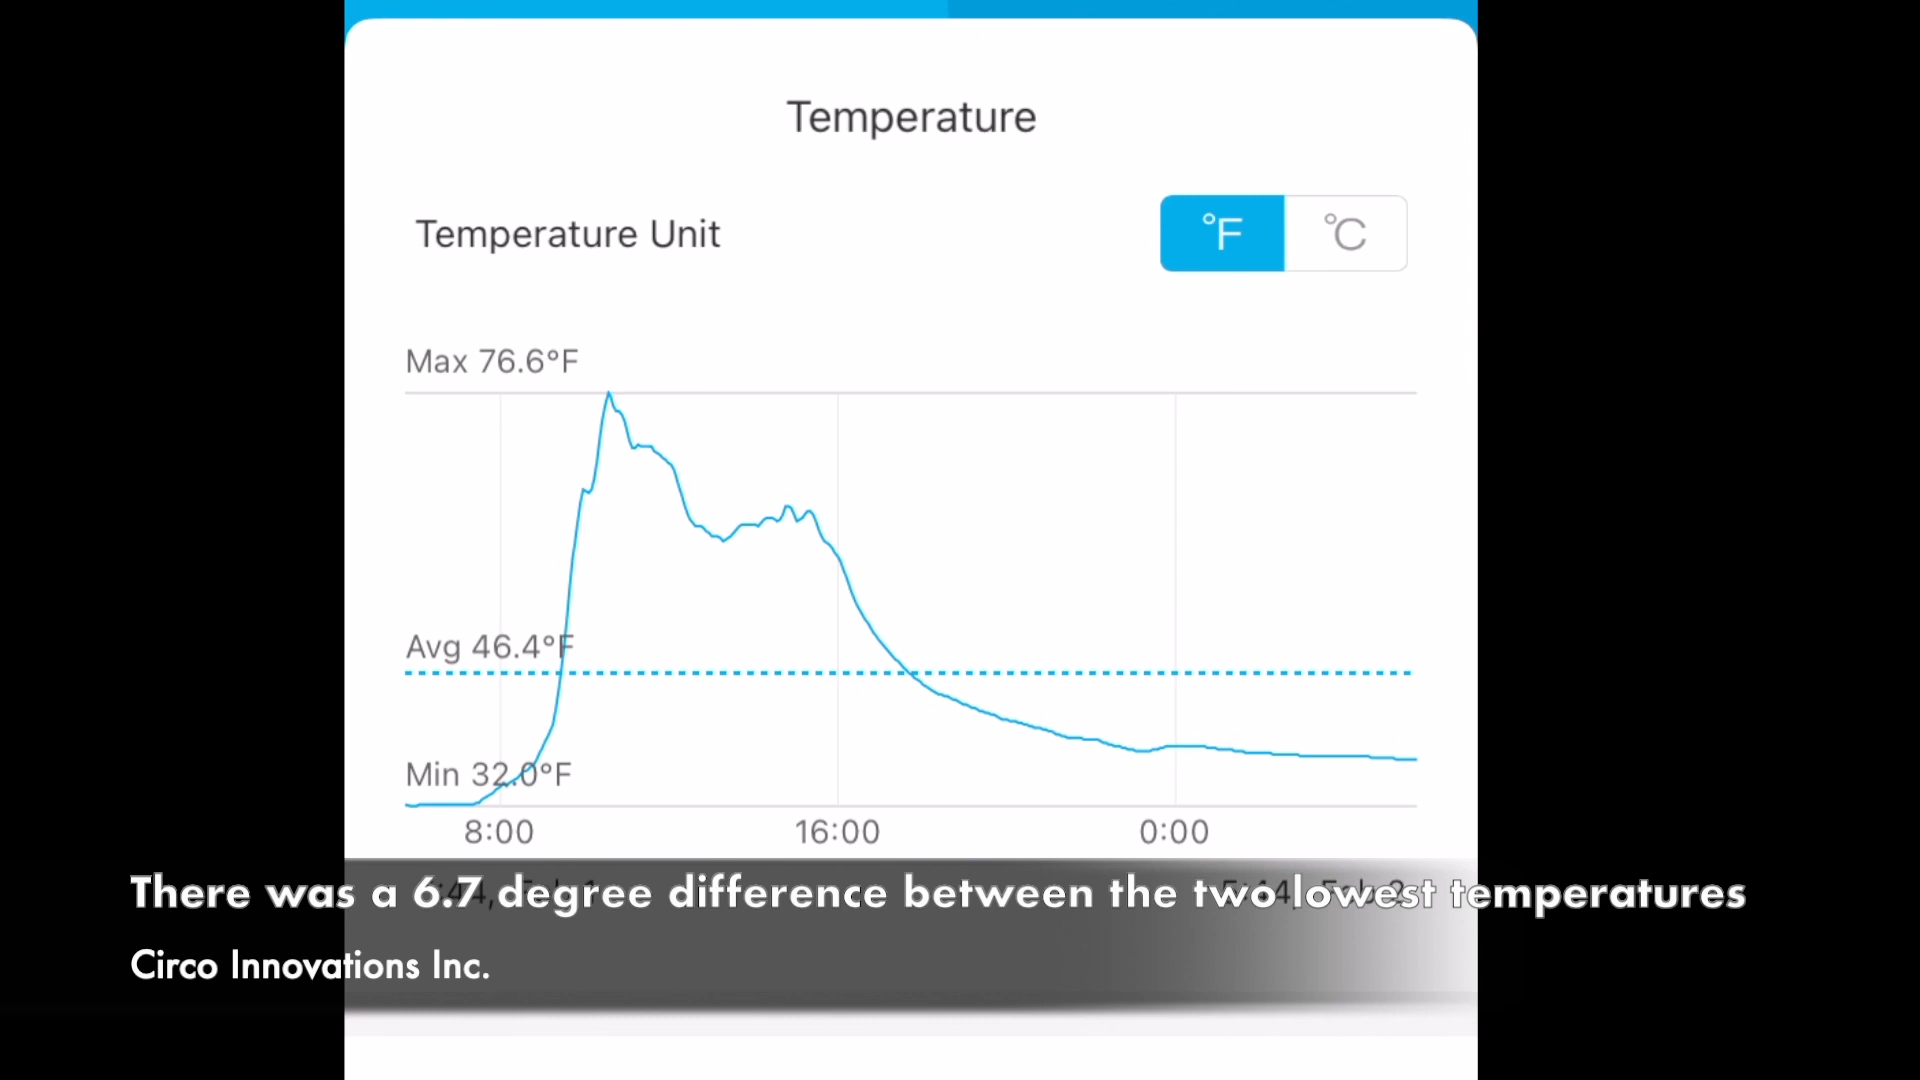 Temperature
Temperature Unit
°F
°C
Max 76.6°F
Avg 46.4°F
Min 32.0°F
8:00
16:00
0:00
There was a 6.7 degree difference between the two lowest temperatures
Circo Innovations Inc.